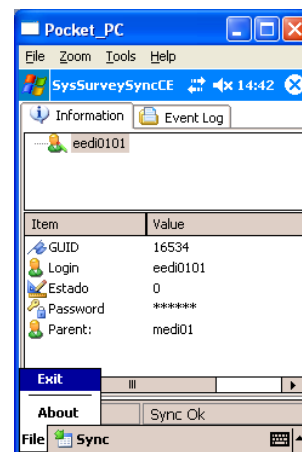 Pocket_PC
File Zoom Tools Help
SysSurveySyncCE 14:42
Information Event Log
eedi0101
Item Value
GUID 16534
Login eedi0101
Estado 0
Password ******
Parent: medi01
Exit
About Sync Ok
File Sync